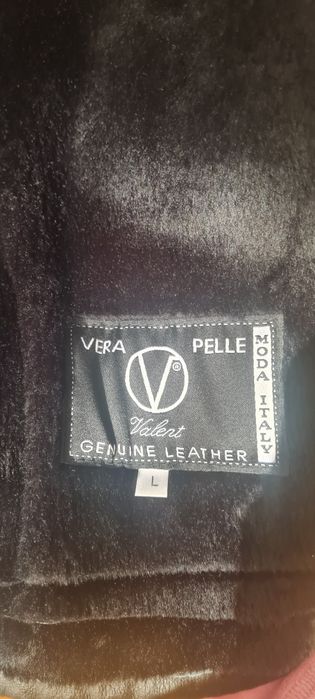 VERA PELLE
V®
Valent
GENUINE LEATHER
MODA ITALY
L